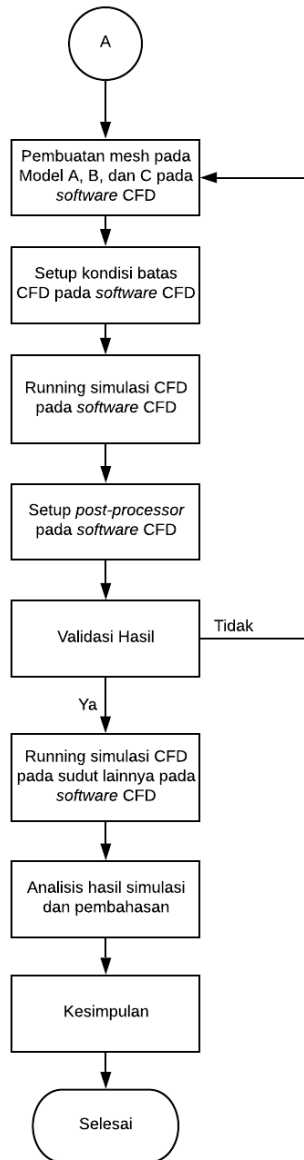 A
Pembuatan mesh pada
Model A, B, dan C pada
software CFD
Setup kondisi batas
CFD pada software CFD
Running simulasi CFD
pada software CFD
Setup post-processor
pada software CFD
Validasi Hasil
Tidak
Ya
Running simulasi CFD
pada sudut lainnya pada
software CFD
Analisis hasil simulasi
dan pembahasan
Kesimpulan
Selesai